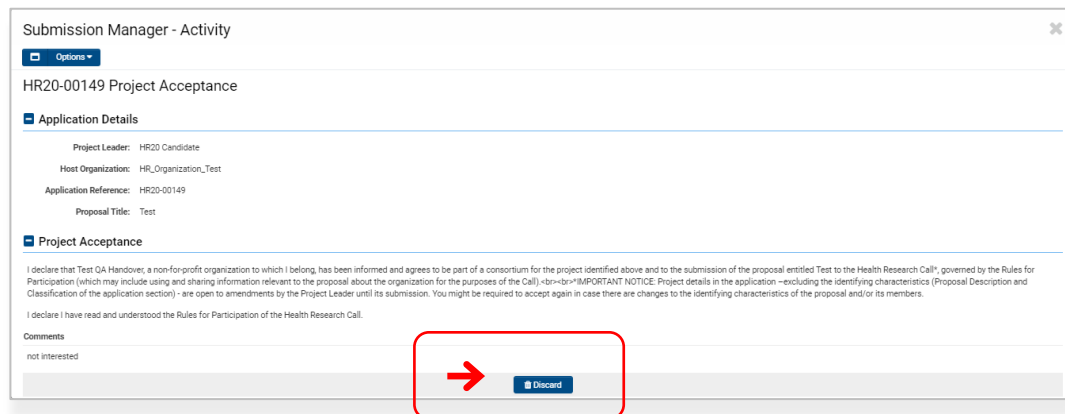 Submission Manager - Activity
Options
HR20-00149 Project Acceptance
Application Details
Project Leader: HR20 Candidate
Host Organization: HR_Organization_Test
Application Reference: HR20-00149
Proposal Title: Test
Project Acceptance
I declare that Test QA Handover, a non-for-profit organization to which I belong, has been informed and agrees to be part of a consortium for the project identified above and to the submission of the proposal entitled Test to the Health Research Call*, governed by the Rules for
Participation (which may include using and sharing information relevant to the proposal about the organization for the purposes of the Call).<br><br>*IMPORTANT NOTICE: Project details in the application –excluding the identifying characteristics (Proposal Description and
Classification of the application section) - are open to amendments by the Project Leader until its submission. You might be required to accept again in case there are changes to the identifying characteristics of the proposal and/or its members.
I declare I have read and understood the Rules for Participation of the Health Research Call.
Comments
not interested
Discard